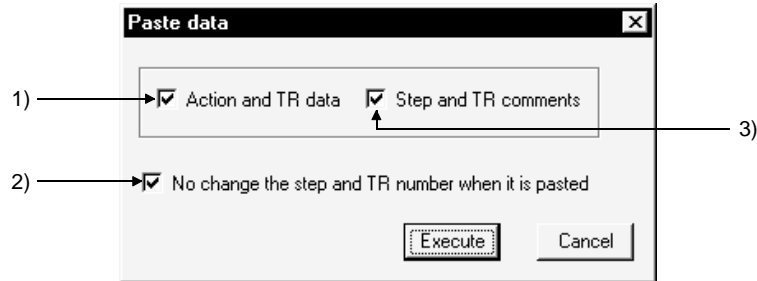 Paste data
1) Action and TR data Step and TR comments
3)
2) No change the step and TR number when it is pasted
Execute Cancel